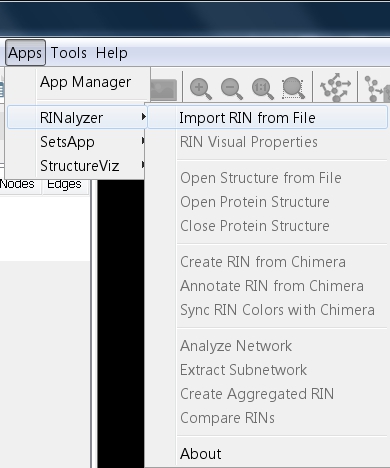 Apps Tools Help
App Manager
RINalyzer
SetsApp
StructureViz
Nodes Edges
Import RIN from File
RIN Visual Properties
Open Structure from File
Open Protein Structure
Close Protein Structure
Create RIN from Chimera
Annotate RIN from Chimera
Sync RIN Colors with Chimera
Analyze Network
Extract Subnetwork
Create Aggregated RIN
Compare RINs
About